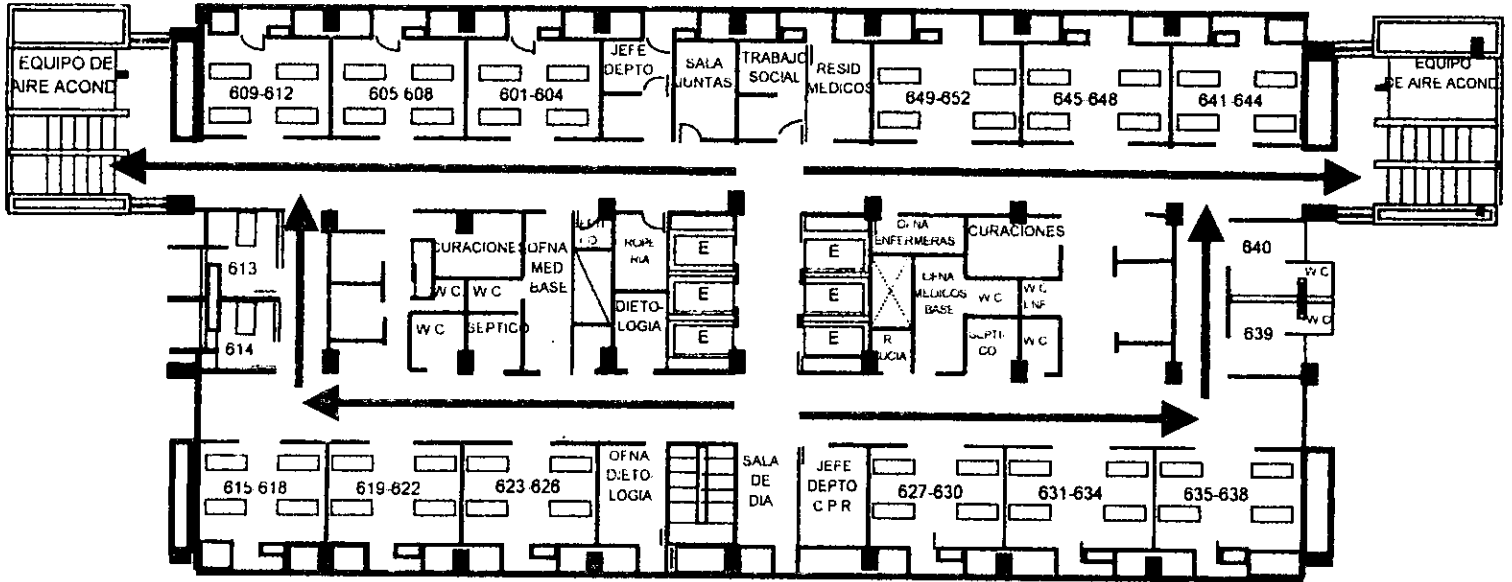 EQUIPO DE
AIRE ACOND
609-612
605-608
601-604
JEFE
DEPTO
SALA
JUNTAS
TRABAJO
SOCIAL
RESID
MEDICOS
649-652
645-648
641-644
EQUIPO
DE AIRE ACOND
613
614
CURACIONES
W C
W C
W C
SEPTICO
OFNA
MED
BASE
ROPE
RIA
DIETO-
LOGIA
E
E
E
E
E
E
OFNA
ENFERMERAS
CURACIONES
OFNA
MEDICOS
BASE
W C
W C
ENF
R
SUCIA
SEPTI-
CO
W C
640
W C
W C
639
615-618
619-622
623-626
OFNA
DIETO-
LOGIA
SALA
DE
DIA
JEFE
DEPTO
C P R
627-630
631-634
635-638